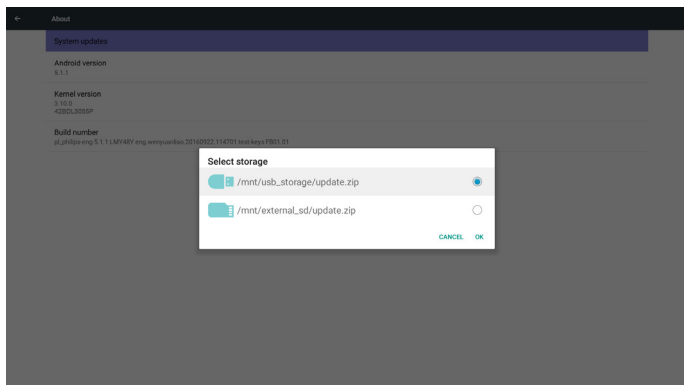 About
System updates
Android version
5.1.1
Kernel version
3.10.0
42BDL5055P
Build number
Select storage
/mnt/usb_storage/update.zip
/mnt/external_sd/update.zip
CANCEL OK